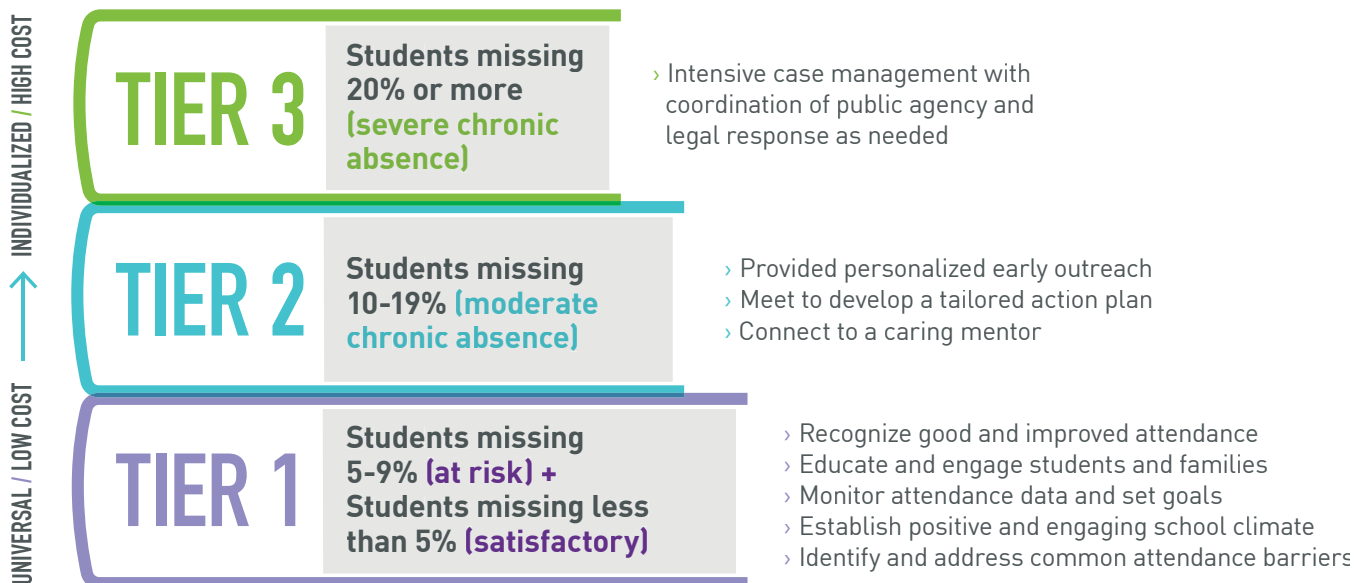 INDIVIDUALIZED / HIGH COST
TIER 3
Students missing
20% or more
(severe chronic
absence)
› Intensive case management with
coordination of public agency and
legal response as needed
TIER 2
Students missing
10-19% (moderate
chronic absence)
› Provided personalized early outreach
› Meet to develop a tailored action plan
› Connect to a caring mentor
UNIVERSAL / LOW COST
TIER 1
Students missing
5-9% (at risk) +
Students missing less
than 5% (satisfactory)
› Recognize good and improved attendance
› Educate and engage students and families
› Monitor attendance data and set goals
› Establish positive and engaging school climate
› Identify and address common attendance barriers